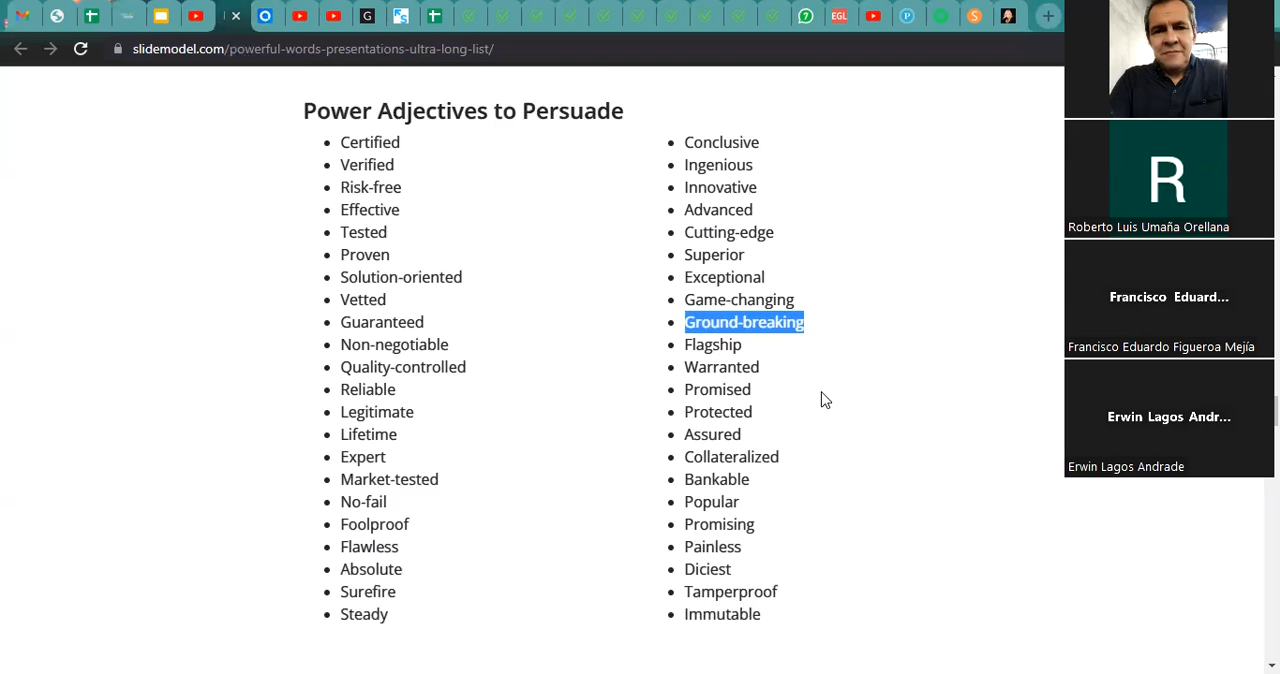 slidemodel.com/powerful-words-presentations-ultra-long-list/
Power Adjectives to Persuade
Certified
Verified
Risk-free
Effective
Tested
Proven
Solution-oriented
Vetted
Guaranteed
Non-negotiable
Quality-controlled
Reliable
Legitimate
Lifetime
Expert
Market-tested
No-fail
Foolproof
Flawless
Absolute
Surefire
Steady
Conclusive
Ingenious
Innovative
Advanced
Cutting-edge
Superior
Exceptional
Game-changing
Ground-breaking
Flagship
Warranted
Promised
Protected
Assured
Collateralized
Bankable
Popular
Promising
Painless
Diciest
Tamperproof
Immutable
R
Roberto Luis Umaña Orellana
Francisco Eduard...
Francisco Eduardo Figueroa Mejía
Erwin Lagos Andr...
Erwin Lagos Andrade
7
EGL
G
P
S